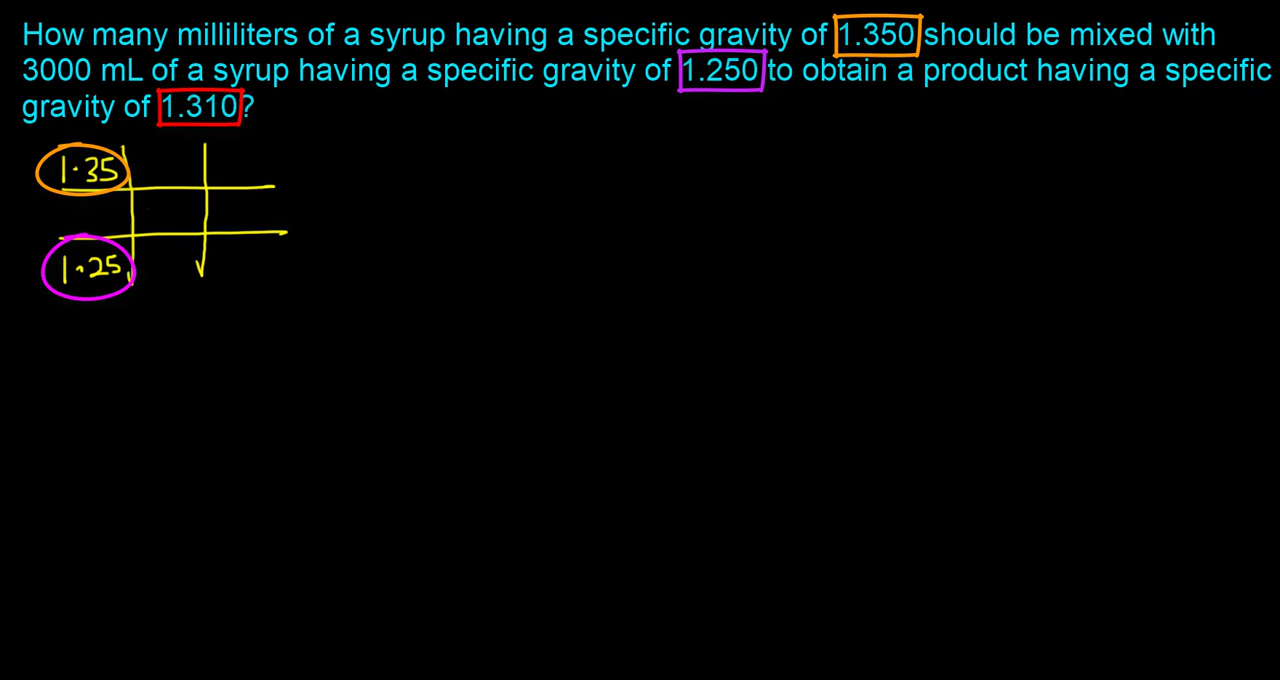 How many milliliters of a syrup having a specific gravity of 1.350 should be mixed with
3000 mL of a syrup having a specific gravity of 1.250 to obtain a product having a specific
gravity of 1.310?
1.35
1.25